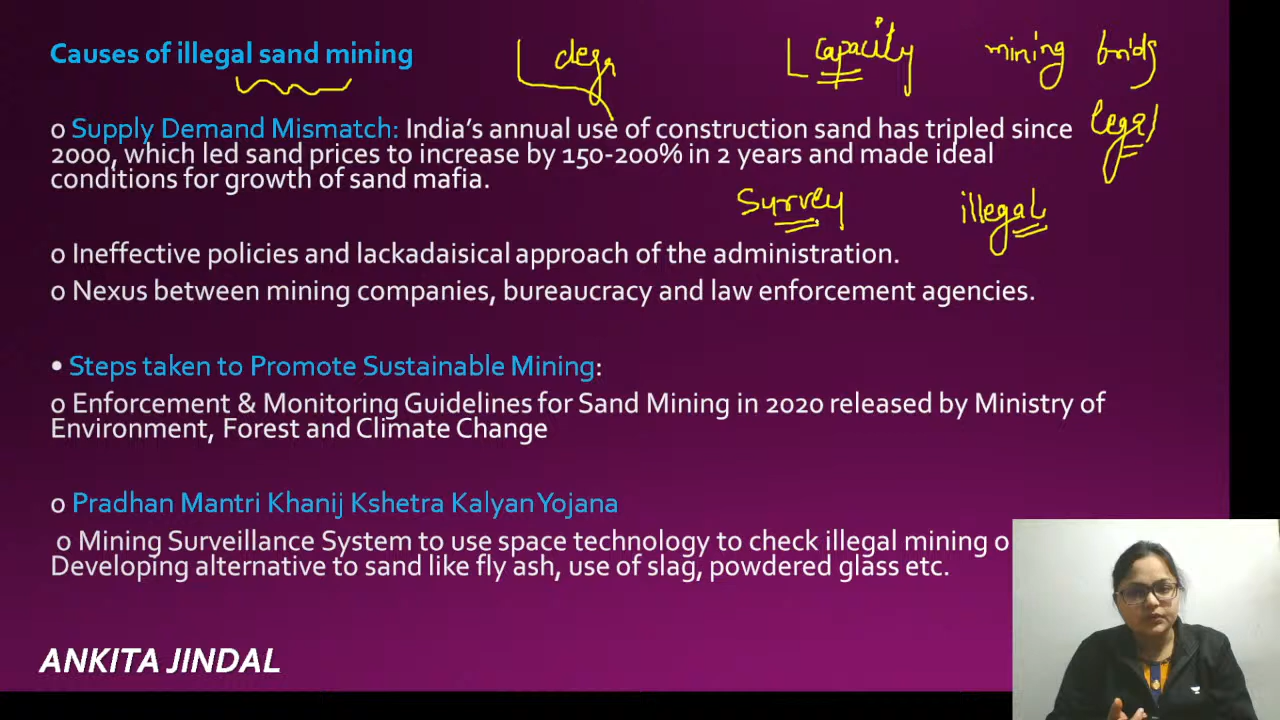 Causes of illegal sand mining
capacity
mining
legal
o Supply Demand Mismatch: India's annual use of construction sand has tripled since
2000, which led sand prices to increase by 150-200% in 2 years and made ideal
conditions for growth of sand mafia.
Survey illegal
o Ineffective policies and lackadaisical approach of the administration.
o Nexus between mining companies, bureaucracy and law enforcement agencies.
• Steps taken to Promote Sustainable Mining:
o Enforcement & Monitoring Guidelines for Sand Mining in 2020 released by Ministry of
Environment, Forest and Climate Change
o Pradhan Mantri Khanij Kshetra Kalyan Yojana
o Mining Surveillance System to use space technology to check illegal mining o
Developing alternative to sand like fly ash, use of slag, powdered glass etc.
ANKITA JINDAL